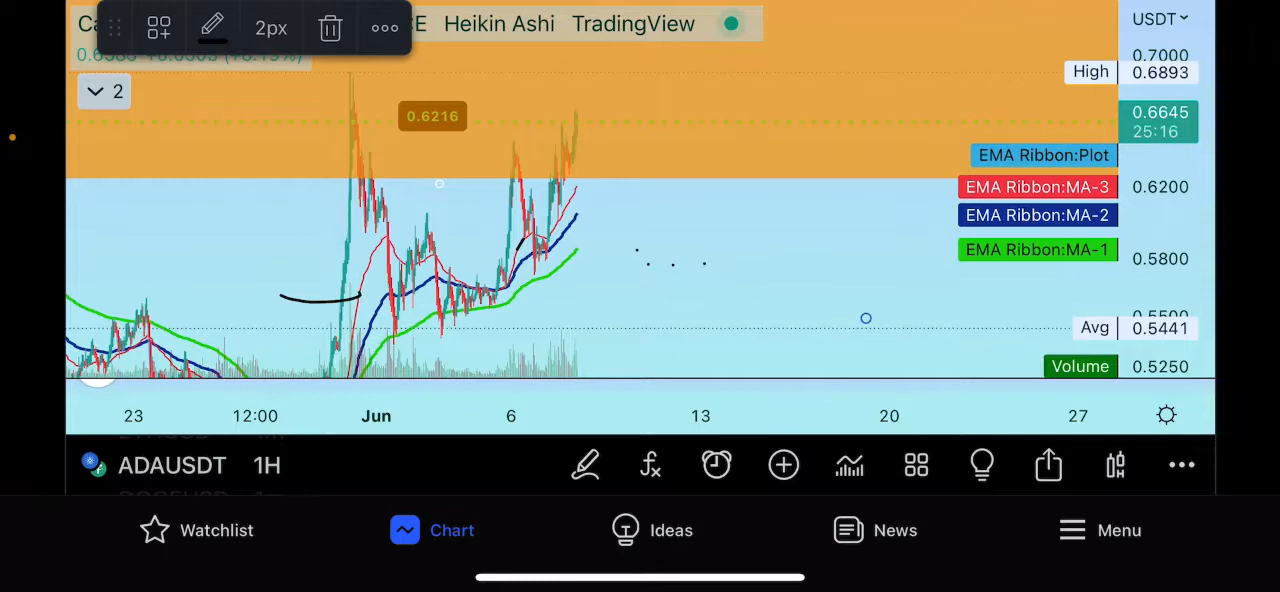 2px
E Heikin Ashi TradingView
USDT
0.7000
2
High 0.6893
0.6216
0.6645
25:16
EMA Ribbon:Plot
EMA Ribbon:MA-3 0.6200
EMA Ribbon:MA-2
EMA Ribbon:MA-1 0.5800
Avg 0.5441
Volume 0.5250
23 12:00 Jun 6 13 20 27
ADAUSDT 1H
Watchlist Chart Ideas News Menu